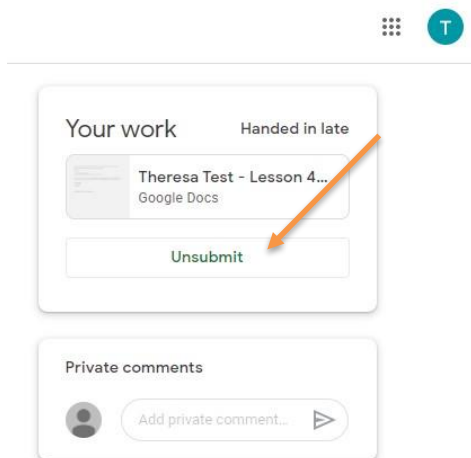 T
Your work Handed in late
Theresa Test - Lesson 4...
Google Docs
Unsubmit
Private comments
Add private comment...